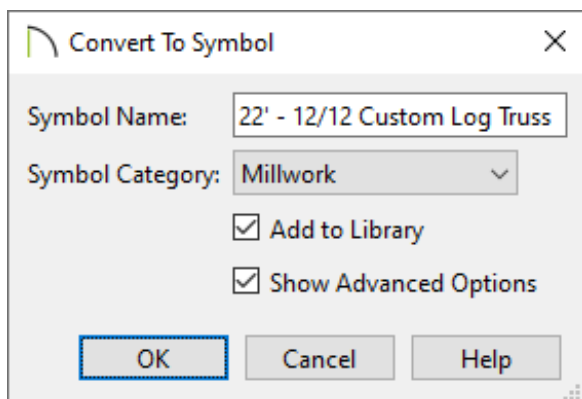 Convert To Symbol
Symbol Name: 22' - 12/12 Custom Log Truss
Symbol Category: Millwork
Add to Library
Show Advanced Options
OK Cancel Help